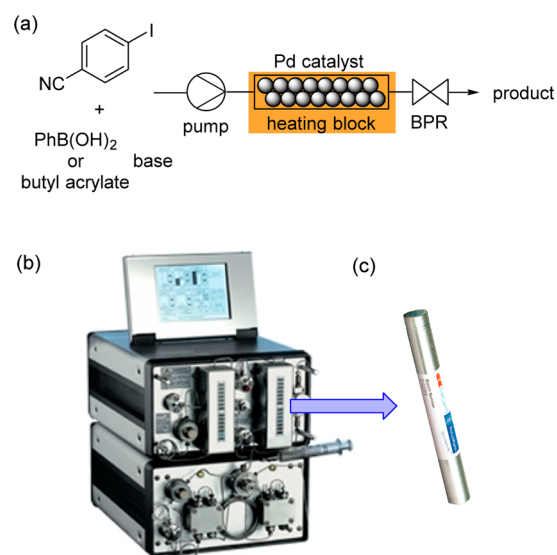 (a)
I
NC
+
PhB(OH)₂
or base
butyl acrylate
pump
Pd catalyst
heating block
BPR
product
(b)
(c)